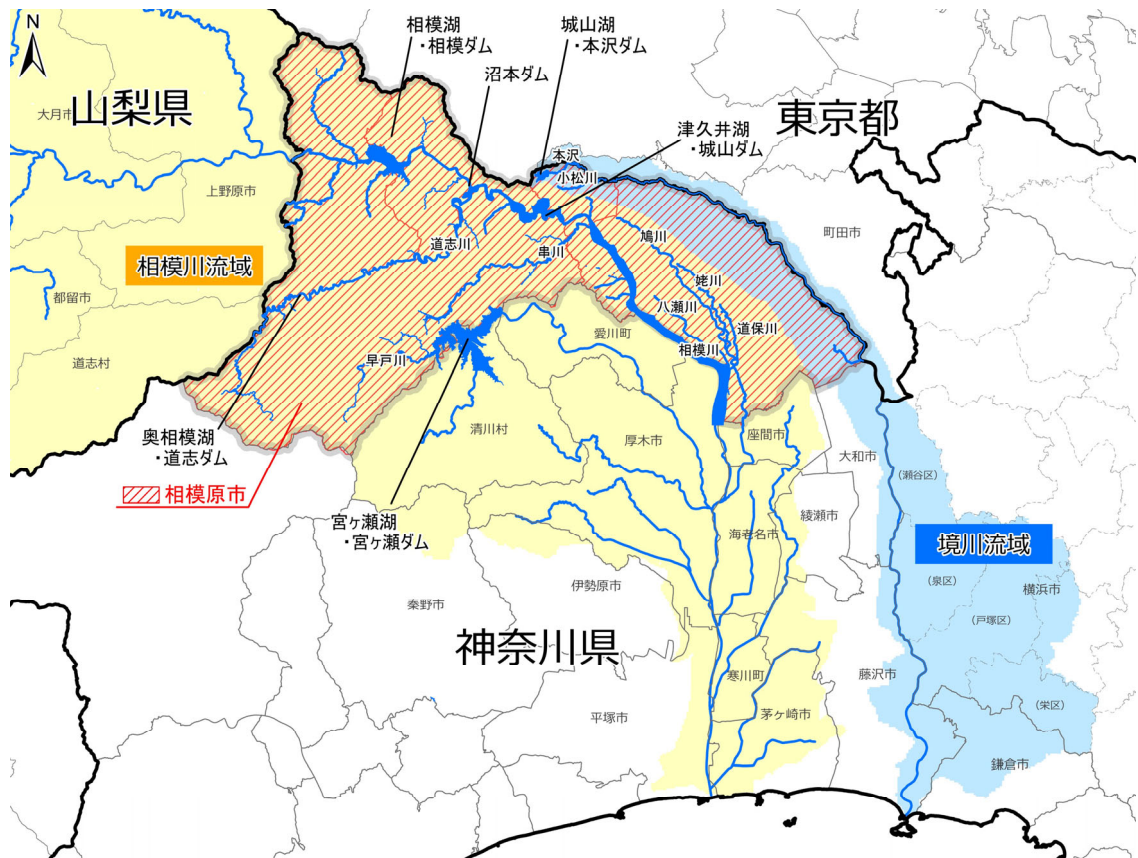 N
相模湖
・相模ダム
城山湖
・本沢ダム
沼本ダム
山梨県
大月市
東京都
津久井湖
・城山ダム
本沢
小松川
上野原市
町田市
相模川流域
道志川
串川
鳩川
姥川
都留市
八瀬川
道保川
愛川町
相模川
道志村
早戸川
奥相模湖
・道志ダム
清川村
厚木市
座間市
大和市
(瀬谷区)
相模原市
宮ヶ瀬湖
・宮ヶ瀬ダム
綾瀬市
海老名市
境川流域
伊勢原市
(泉区)
横浜市
秦野市
(戸塚区)
神奈川県
寒川町
藤沢市
(栄区)
平塚市
茅ヶ崎市
鎌倉市